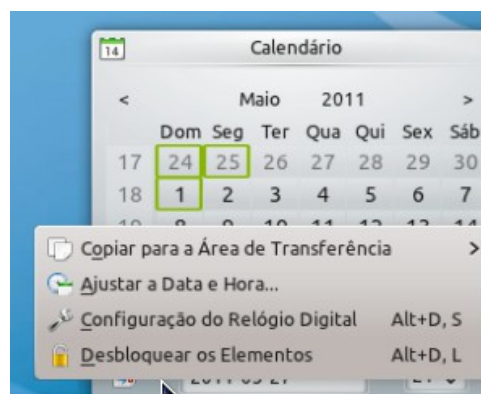 14 Calendário
< Maio 2011 >
Dom Seg Ter Qua Qui Sex Sáb
17 24 25 26 27 28 29 30
18 1 2 3 4 5 6 7
Copiar para a Área de Transferência >
Ajustar a Data e Hora...
Configuração do Relógio Digital Alt+D, S
Desbloquear os Elementos Alt+D, L